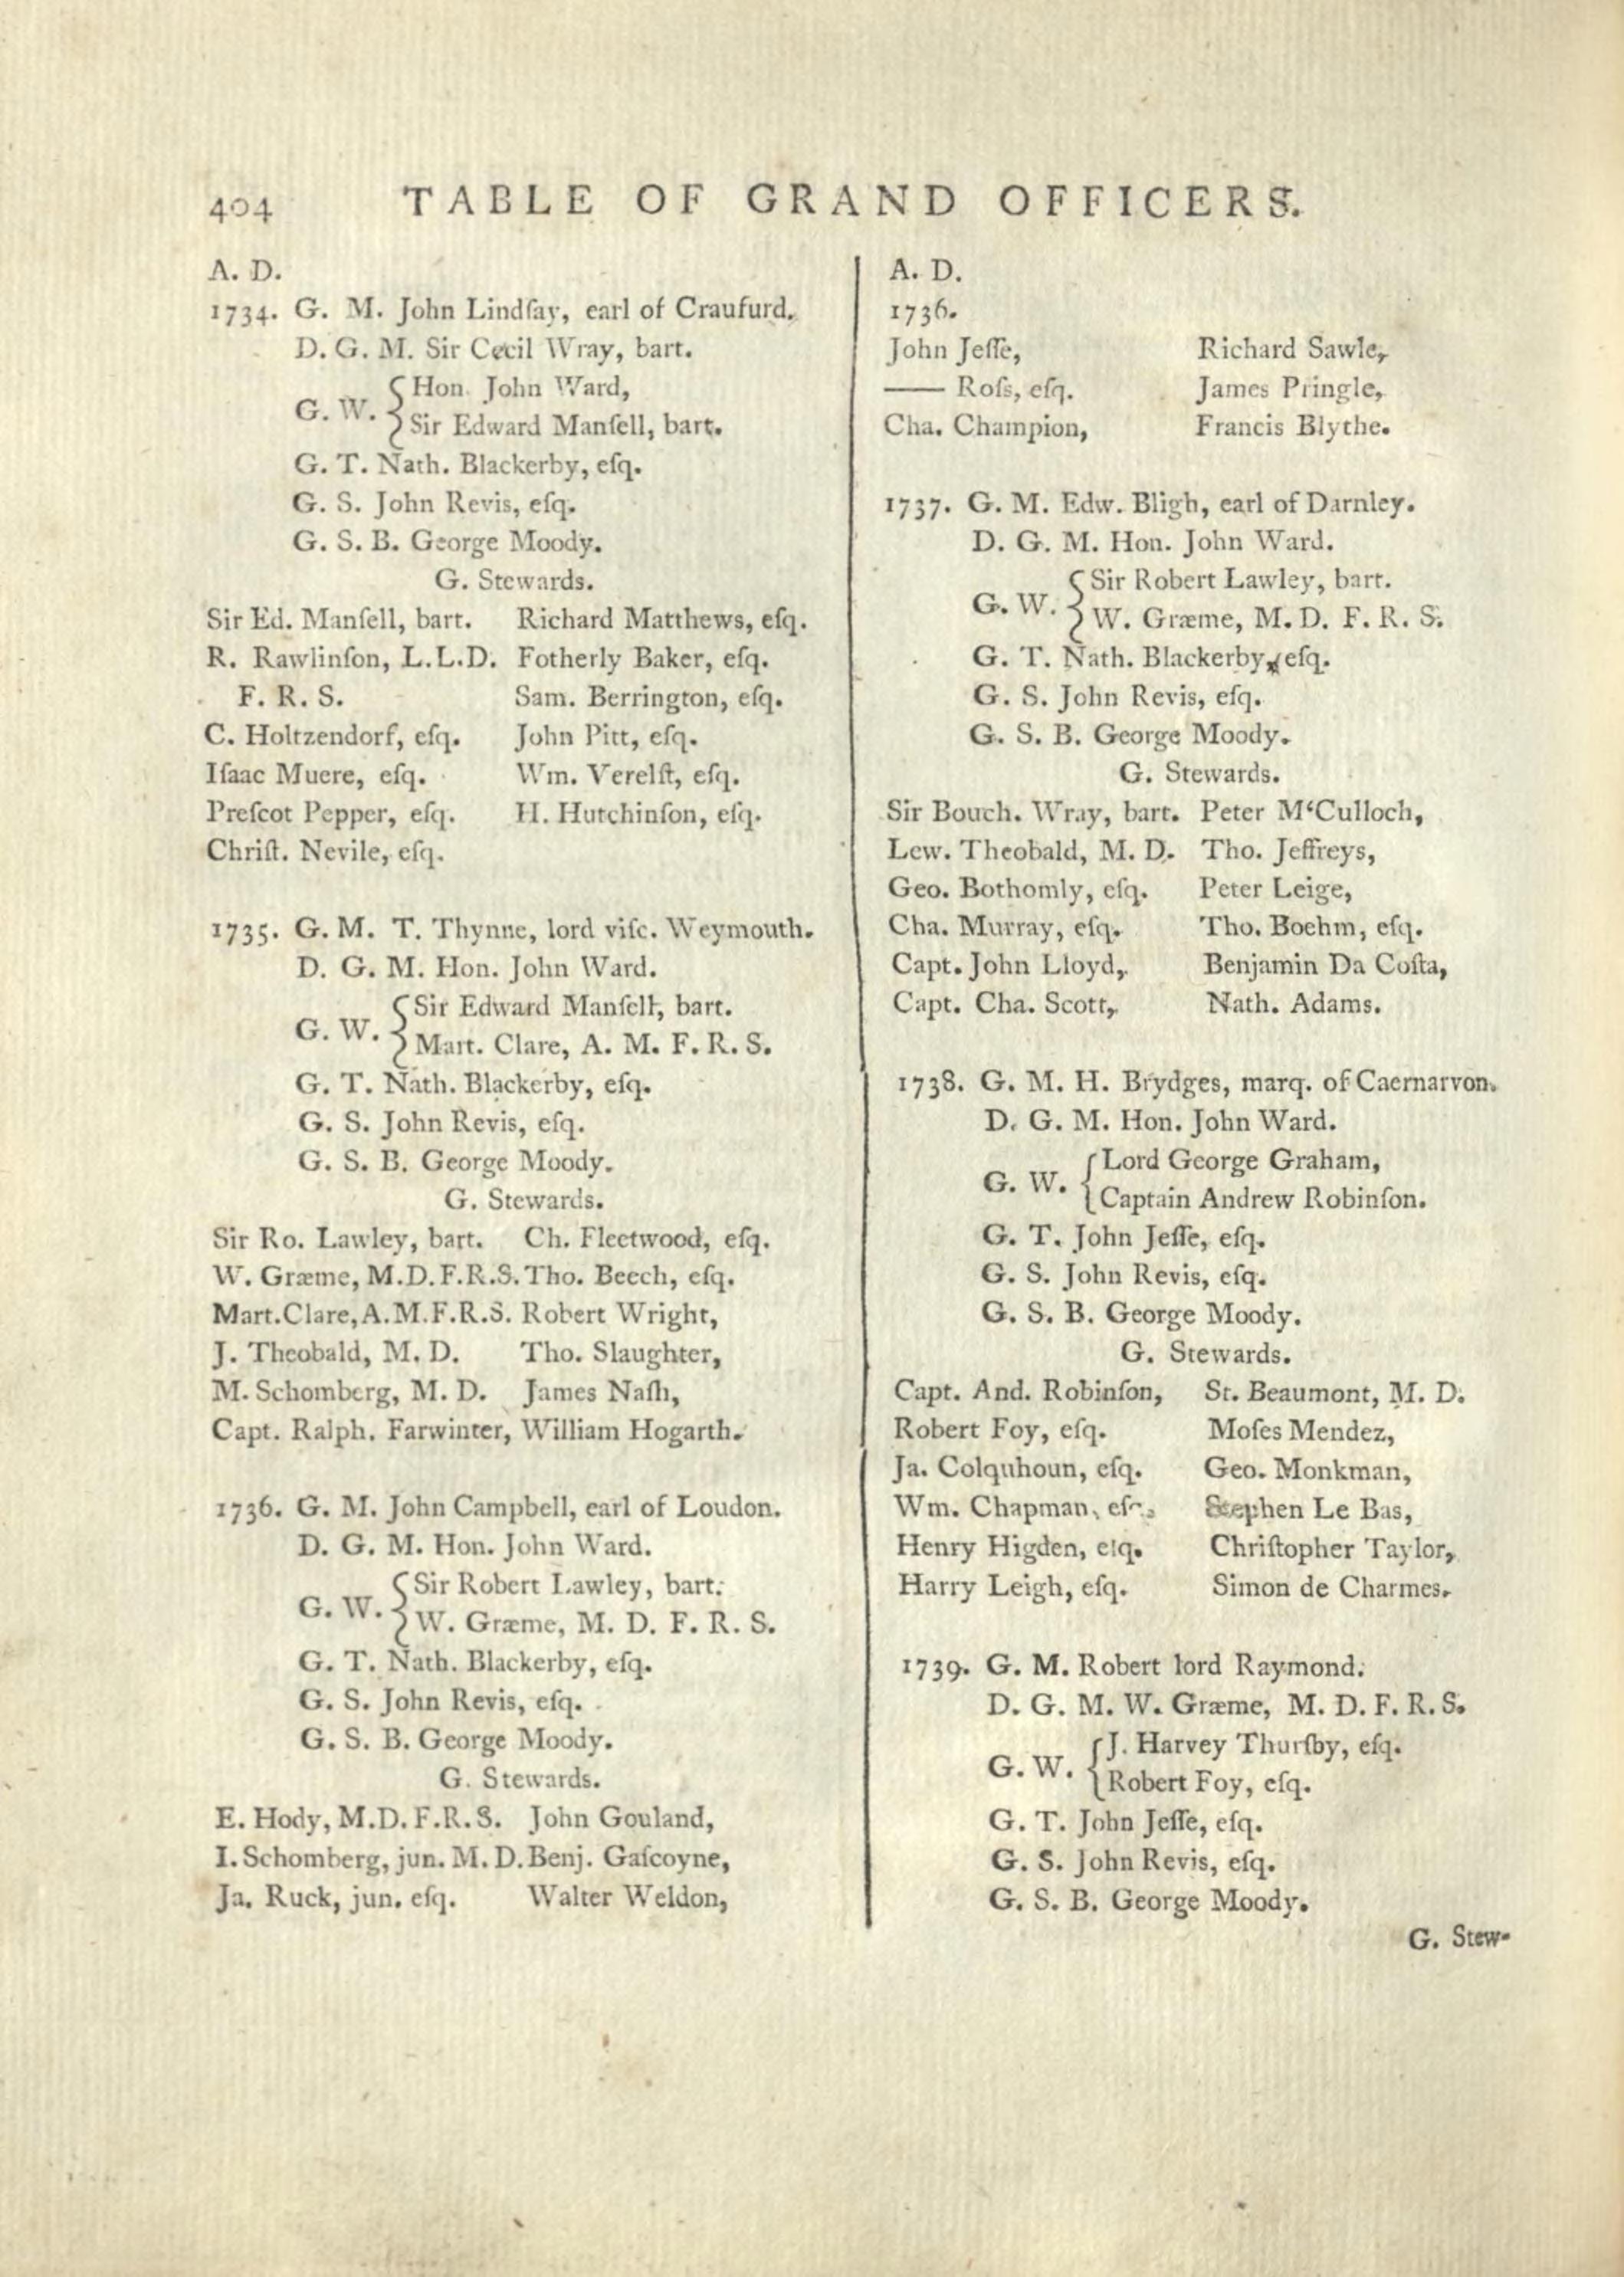 404 TABLE OF GRAND OFFICERS.
A. D.
1734. G. M. John Lindſay, earl of Craufurd.
D. G. M. Sir Cecil Wray, bart.
G. W. { Hon. John Ward,
Sir Edward Manſell, bart.
G. T. Nath. Blackerby, eſq.
G. S. John Revis, eſq.
G. S. B. George Moody.
G. Stewards.
Sir Ed. Manſell, bart. Richard Matthews, eſq.
R. Rawlinſon, L.L.D. Fotherly Baker, eſq.
F. R. S. Sam. Berrington, eſq.
C. Holtzendorf, eſq. John Pitt, eſq.
Iſaac Muere, eſq. Wm. Verelſt, eſq.
Preſcot Pepper, eſq. H. Hutchinſon, eſq.
Chriſt. Nevile, eſq.
1735. G. M. T. Thynne, lord viſc. Weymouth.
D. G. M. Hon. John Ward.
G. W. { Sir Edward Manſell, bart.
Mart. Clare, A. M. F. R. S.
G. T. Nath. Blackerby, eſq.
G. S. John Revis, eſq.
G. S. B. George Moody.
G. Stewards.
Sir Ro. Lawley, bart. Ch. Fleetwood, eſq.
W. Græme, M.D. F.R.S. Tho. Beech, eſq.
Mart. Clare, A.M.F.R.S. Robert Wright,
J. Theobald, M. D. Tho. Slaughter,
M. Schomberg, M. D. James Naſh,
Capt. Ralph. Farwinter, William Hogarth.
1736. G. M. John Campbell, earl of Loudon.
D. G. M. Hon. John Ward.
G. W. { Sir Robert Lawley, bart.
W. Græme, M. D. F. R. S.
G. T. Nath. Blackerby, eſq.
G. S. John Revis, eſq.
G. S. B. George Moody.
G. Stewards.
E. Hody, M.D. F.R.S. John Gouland,
I. Schomberg, jun. M. D. Benj. Gaſcoyne,
Ja. Ruck, jun. eſq. Walter Weldon,
A. D.
1736.
John Jeſſe, Richard Sawle,
—— Roſs, eſq. James Pringle,
Cha. Champion, Francis Blythe.
1737. G. M. Edw. Bligh, earl of Darnley.
D. G. M. Hon. John Ward.
G. W. { Sir Robert Lawley, bart.
W. Græme, M. D. F. R. S.
G. T. Nath. Blackerby, eſq.
G. S. John Revis, eſq.
G. S. B. George Moody.
G. Stewards.
Sir Bouch. Wray, bart. Peter M‘Culloch,
Lew. Theobald, M. D. Tho. Jeffreys,
Geo. Bothomly, eſq. Peter Leige,
Cha. Murray, eſq. Tho. Boehm, eſq.
Capt. John Lloyd, Benjamin Da Coſta,
Capt. Cha. Scott, Nath. Adams.
1738. G. M. H. Brydges, marq. of Caernarvon.
D. G. M. Hon. John Ward.
G. W. { Lord George Graham,
Captain Andrew Robinſon.
G. T. John Jeſſe, eſq.
G. S. John Revis, eſq.
G. S. B. George Moody.
G. Stewards.
Capt. And. Robinſon, St. Beaumont, M. D.
Robert Foy, eſq. Moſes Mendez,
Ja. Colquhoun, eſq. Geo. Monkman,
Wm. Chapman, eſq. Stephen Le Bas,
Henry Higden, eſq. Chriſtopher Taylor,
Harry Leigh, eſq. Simon de Charmes.
1739. G. M. Robert lord Raymond.
D. G. M. W. Græme, M. D. F. R. S.
G. W. { J. Harvey Thurſby, eſq.
Robert Foy, eſq.
G. T. John Jeſſe, eſq.
G. S. John Revis, eſq.
G. S. B. George Moody.
G. Stew-